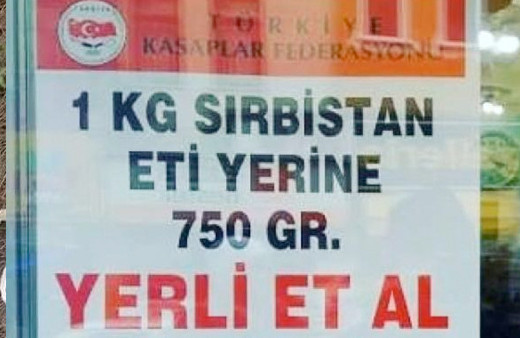 TÜRKİYE
KASAPLAR FEDERASYONU
1 KG SIRBİSTAN
ETİ YERİNE
750 GR.
YERLİ ET AL